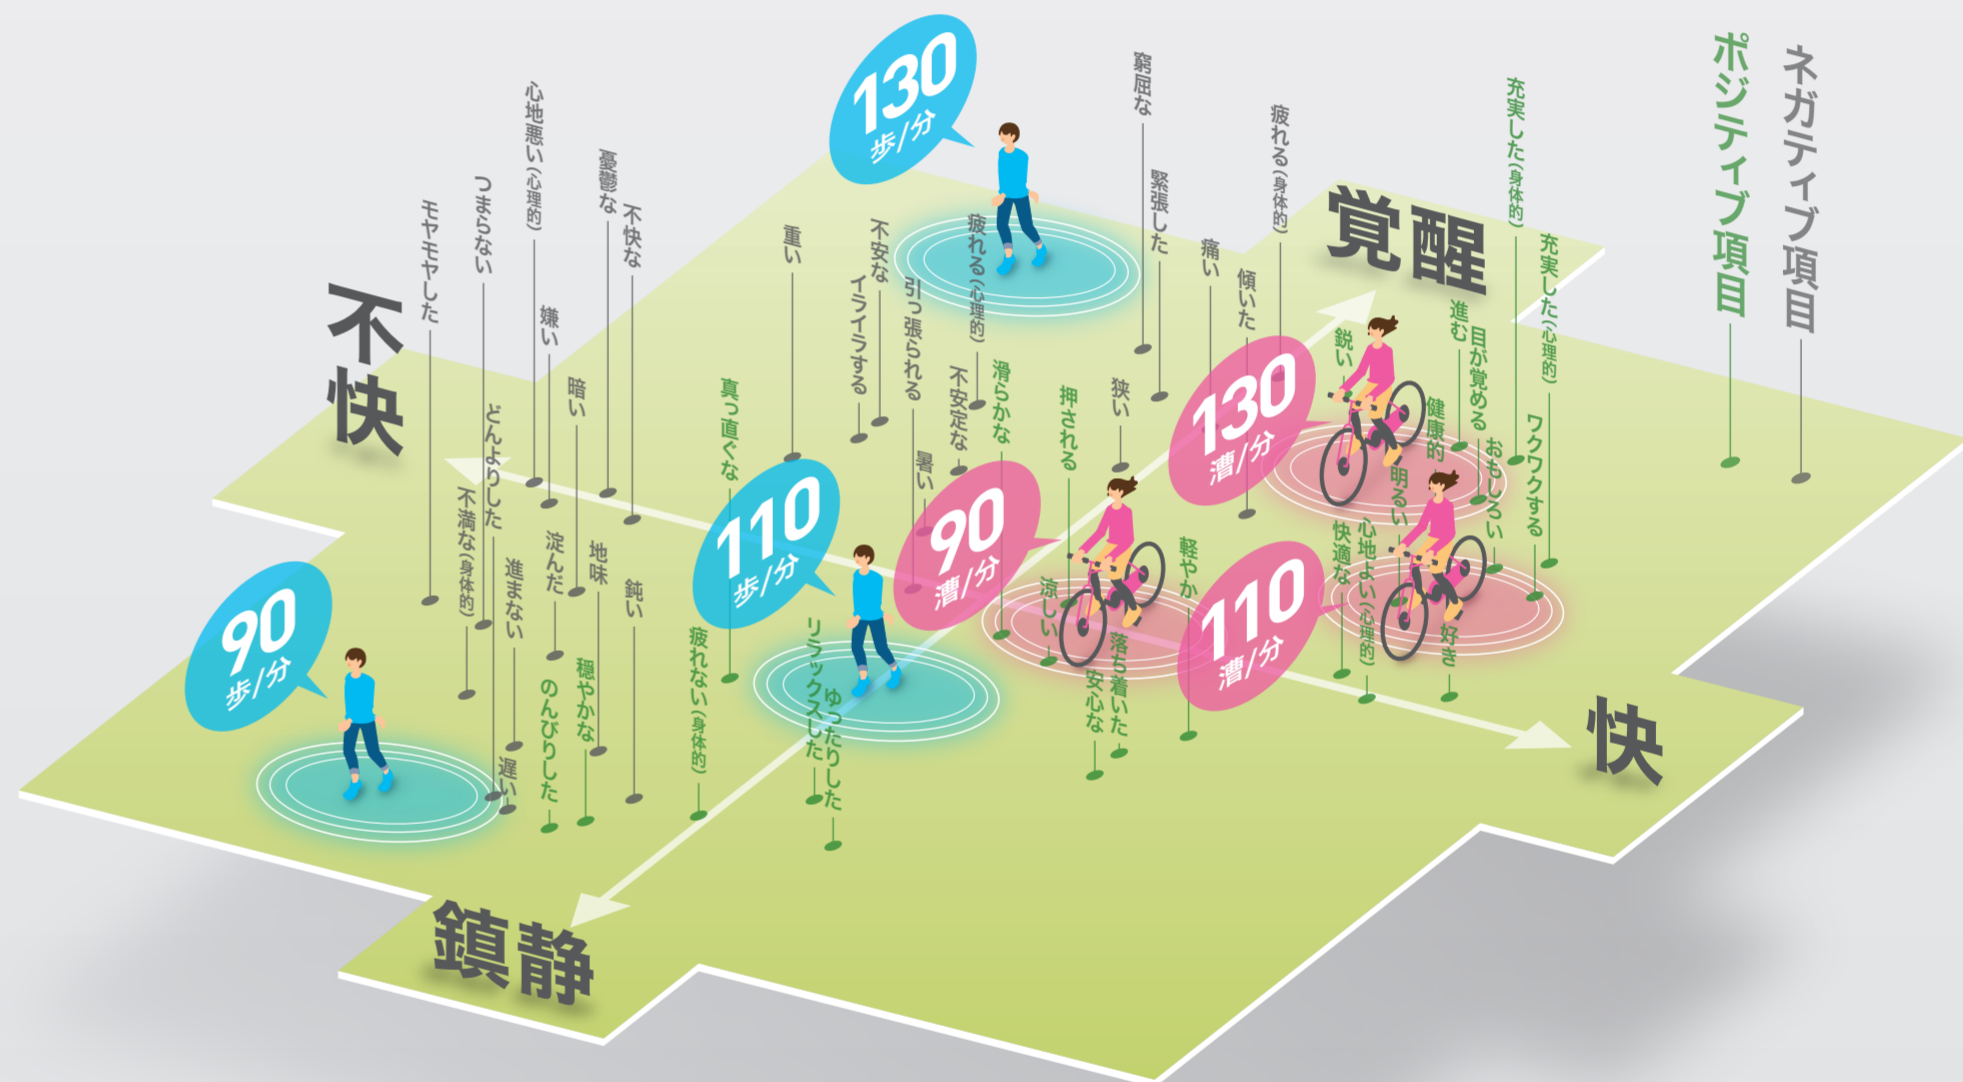 ポジティブ項目
ネガティブ項目
不快
覚醒
快
鎮静
130
歩/分
110
歩/分
90
歩/分
130
漕/分
90
漕/分
110
漕/分
モヤモヤした
つまらない
心地悪い(心理的)
嫌い
憂鬱な
不快な
暗い
どんよりした
不満な(身体的)
進まない
淀んだ
地味
鈍い
遅い
のんびりした
穏やかな
疲れない(身体的)
真っ直ぐな
重い
イライラする
不安な
引っ張られる
疲れる(心理的)
不安定な
暑い
滑らかな
押される
狭い
窮屈な
緊張した
痛い
傾いた
疲れる(身体的)
鋭い
進む
目が覚める
充実した(身体的)
充実した(心理的)
健康的
おもしろい
ワクワクする
明るい
快適な
心地よい(心理的)
好き
軽やか
涼しい
落ち着いた
安心な
リラックスした
ゆったりした